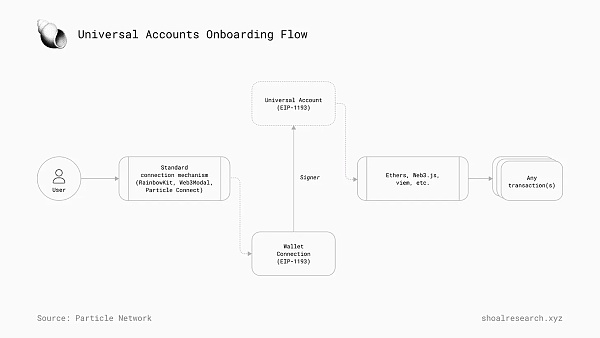 Universal Accounts Onboarding Flow
Universal Account
(EIP-1193)
User
Standard
connection mechanism
(RainbowKit, Web3Modal,
Particle Connect)
Signer
Ethers, Web3.js,
viem, etc.
Any
transaction(s)
Wallet
Connection
(EIP-1193)
Source: Particle Network
shoalresearch.xyz